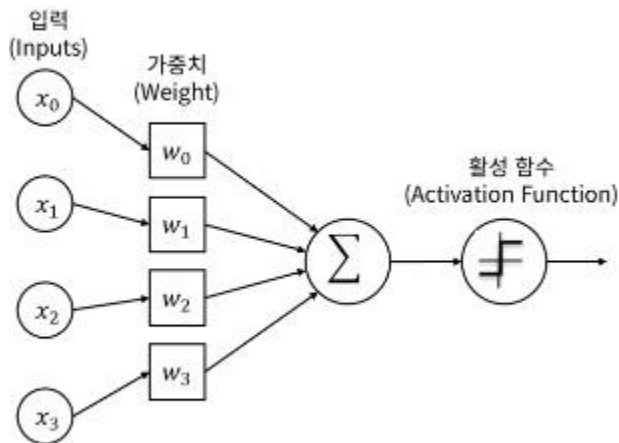 입력
(Inputs)
가중치
(Weight)
활성 함수
(Activation Function)
x₀
w₀
x₁
w₁
x₂
w₂
x₃
w₃
∑